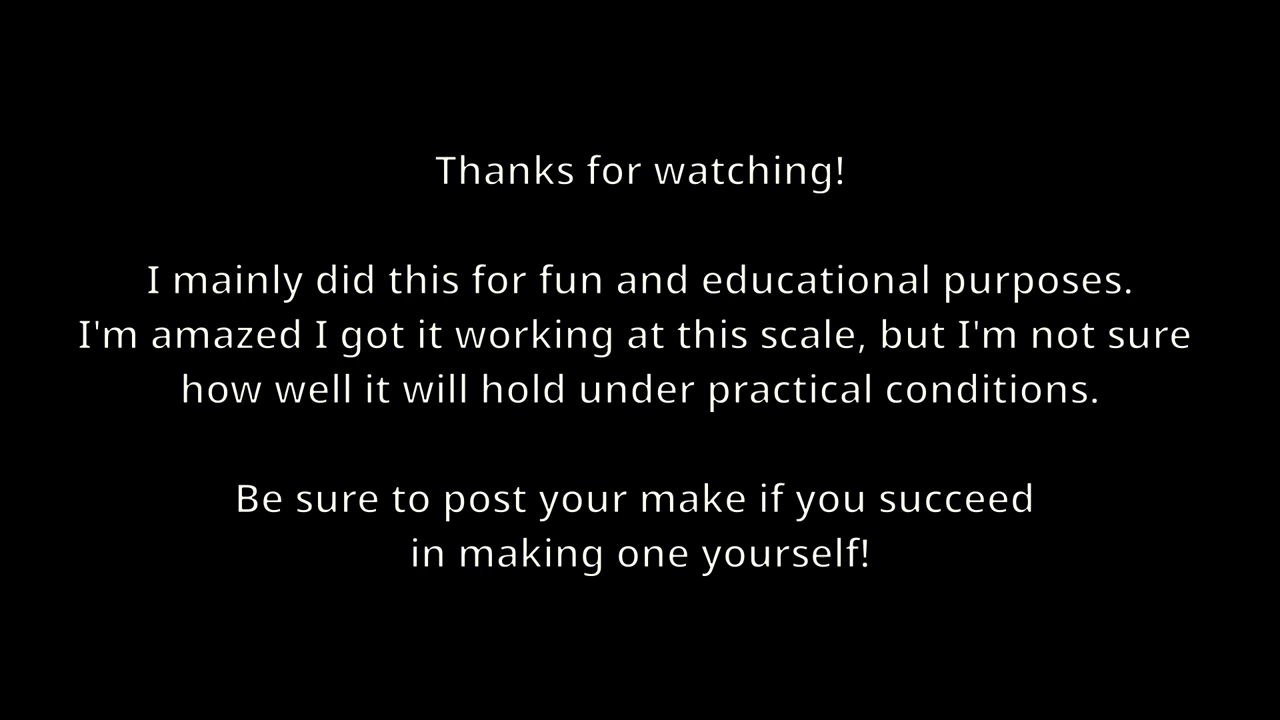 Thanks for watching!
I mainly did this for fun and educational purposes.
I'm amazed I got it working at this scale, but I'm not sure
how well it will hold under practical conditions.
Be sure to post your make if you succeed
in making one yourself!